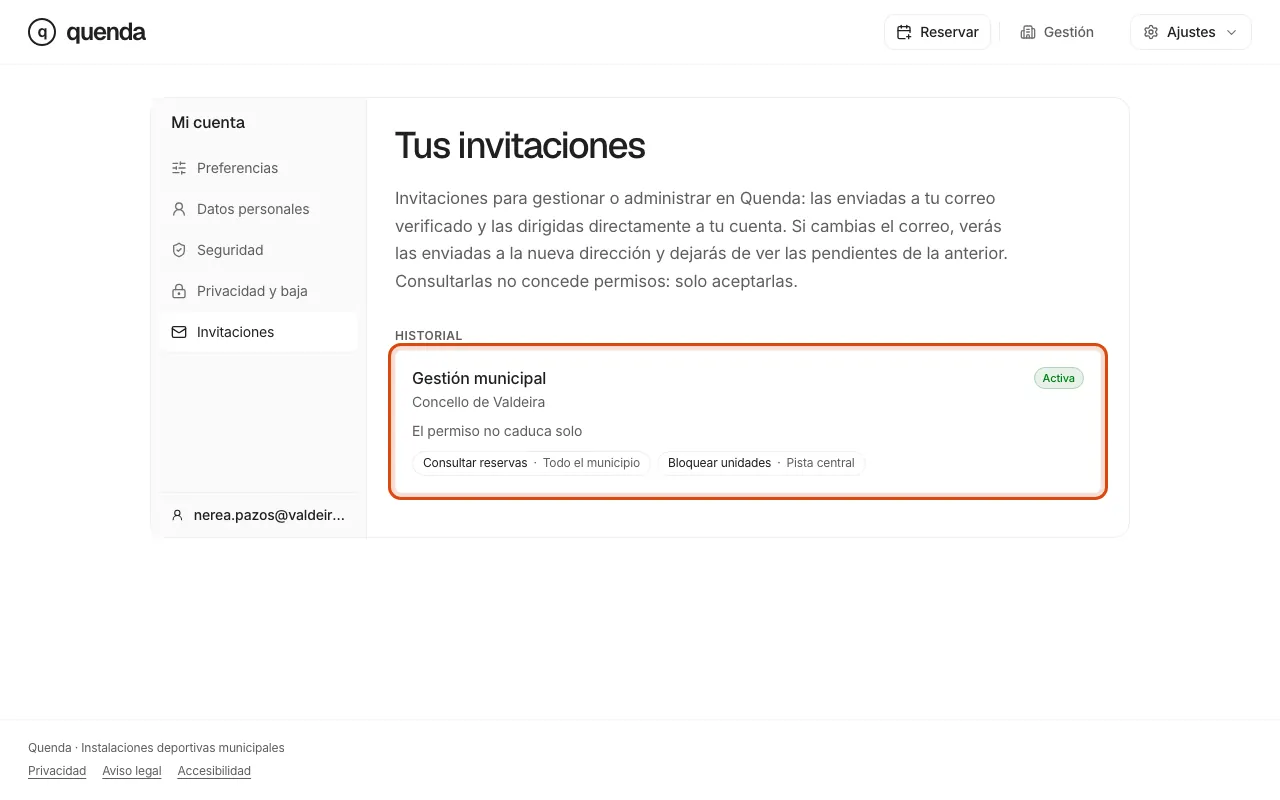 q quenda
Reservar
Gestión
Ajustes
Mi cuenta
Preferencias
Datos personales
Seguridad
Privacidad y baja
Invitaciones
nerea.pazos@valdeir...
Tus invitaciones
Invitaciones para gestionar o administrar en Quenda: las enviadas a tu correo
verificado y las dirigidas directamente a tu cuenta. Si cambias el correo, verás
las enviadas a la nueva dirección y dejarás de ver las pendientes de la anterior.
Consultarlas no concede permisos: solo aceptarlas.
HISTORIAL
Gestión municipal
Activa
Concello de Valdeira
El permiso no caduca solo
Consultar reservas · Todo el municipio
Bloquear unidades · Pista central
Quenda · Instalaciones deportivas municipales
Privacidad Aviso legal Accesibilidad